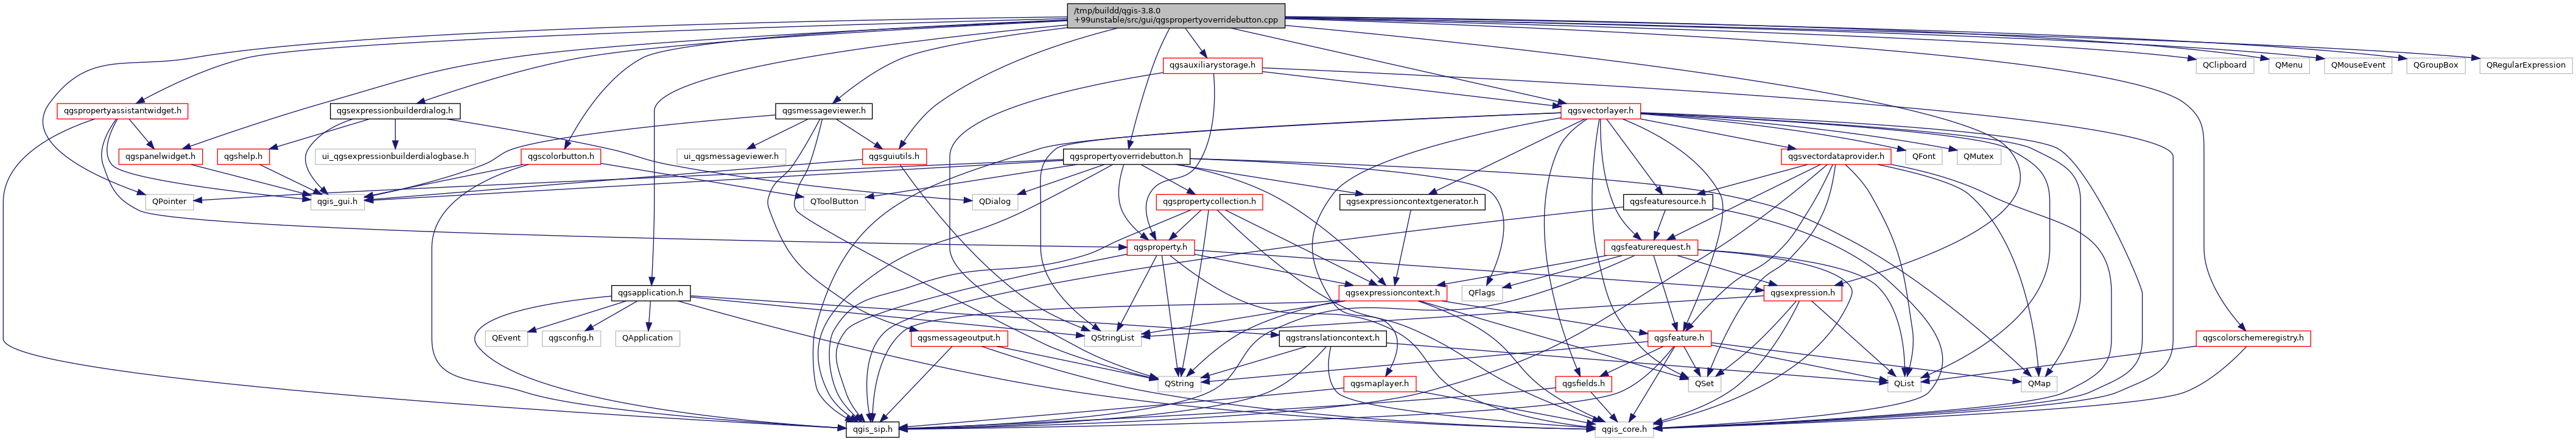 /tmp/buildd/qgis-3.8.0
+99unstable/src/gui/qgspropertyoverridebutton.cpp
qgsauxiliarystorage.h
QClipboard
QMenu
QMouseEvent
QGroupBox
QRegularExpression
qgspropertyassistantwidget.h
qgsexpressionbuilderdialog.h
qgsmessageviewer.h
qgsvectorlayer.h
qgspanelwidget.h
qgshelp.h
ui_qgsexpressionbuilderdialogbase.h
qgscolorbutton.h
ui_qgsmessageviewer.h
qgsguiutils.h
qgspropertyoverridebutton.h
qgsvectordataprovider.h
QFont
QMutex
QPointer
qgis_gui.h
QToolButton
QDialog
qgspropertycollection.h
qgsexpressioncontextgenerator.h
qgsfeaturesource.h
qgsproperty.h
qgsfeaturerequest.h
qgsapplication.h
qgsexpressioncontext.h
QFlags
qgsexpression.h
QEvent
qgsconfig.h
QApplication
qgsmessageoutput.h
QStringList
qgstranslationcontext.h
qgsfeature.h
qgscolorschemeregistry.h
QString
qgsmaplayer.h
qgsfields.h
QSet
QList
QMap
qgis_sip.h
qgis_core.h